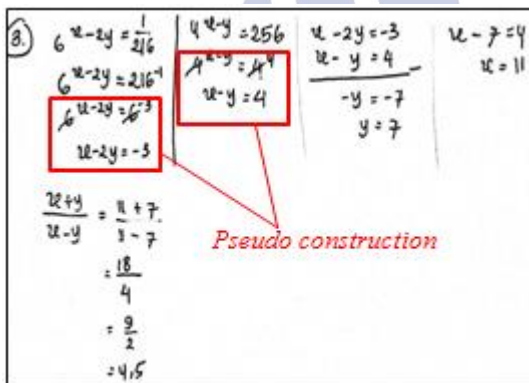 3.
6^{x-2y} = 1/216
6^{x-2y} = 216^{-1}
6^{x-2y} = 6^{-3}
x-2y = -3
4^{x-y} = 256
4^{x-y} = 4^4
x-y = 4
x-2y = -3
x-y = 4 -
-y = -7
y = 7
x-7 = 4
x = 11
(x+y)/(x-y) = (11+7)/(11-7)
= 18/4
= 9/2
= 4,5
Pseudo construction